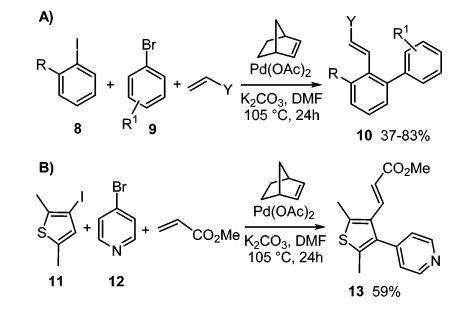 A)
I
R
8
+
Br
R¹
9
+
Y
Pd(OAc)₂
K₂CO₃, DMF
105 °C, 24h
Y
R
R¹
10 37-83%
B)
I
S
11
+
Br
N
12
+
CO₂Me
Pd(OAc)₂
K₂CO₃, DMF
105 °C, 24h
CO₂Me
S
N
13 59%